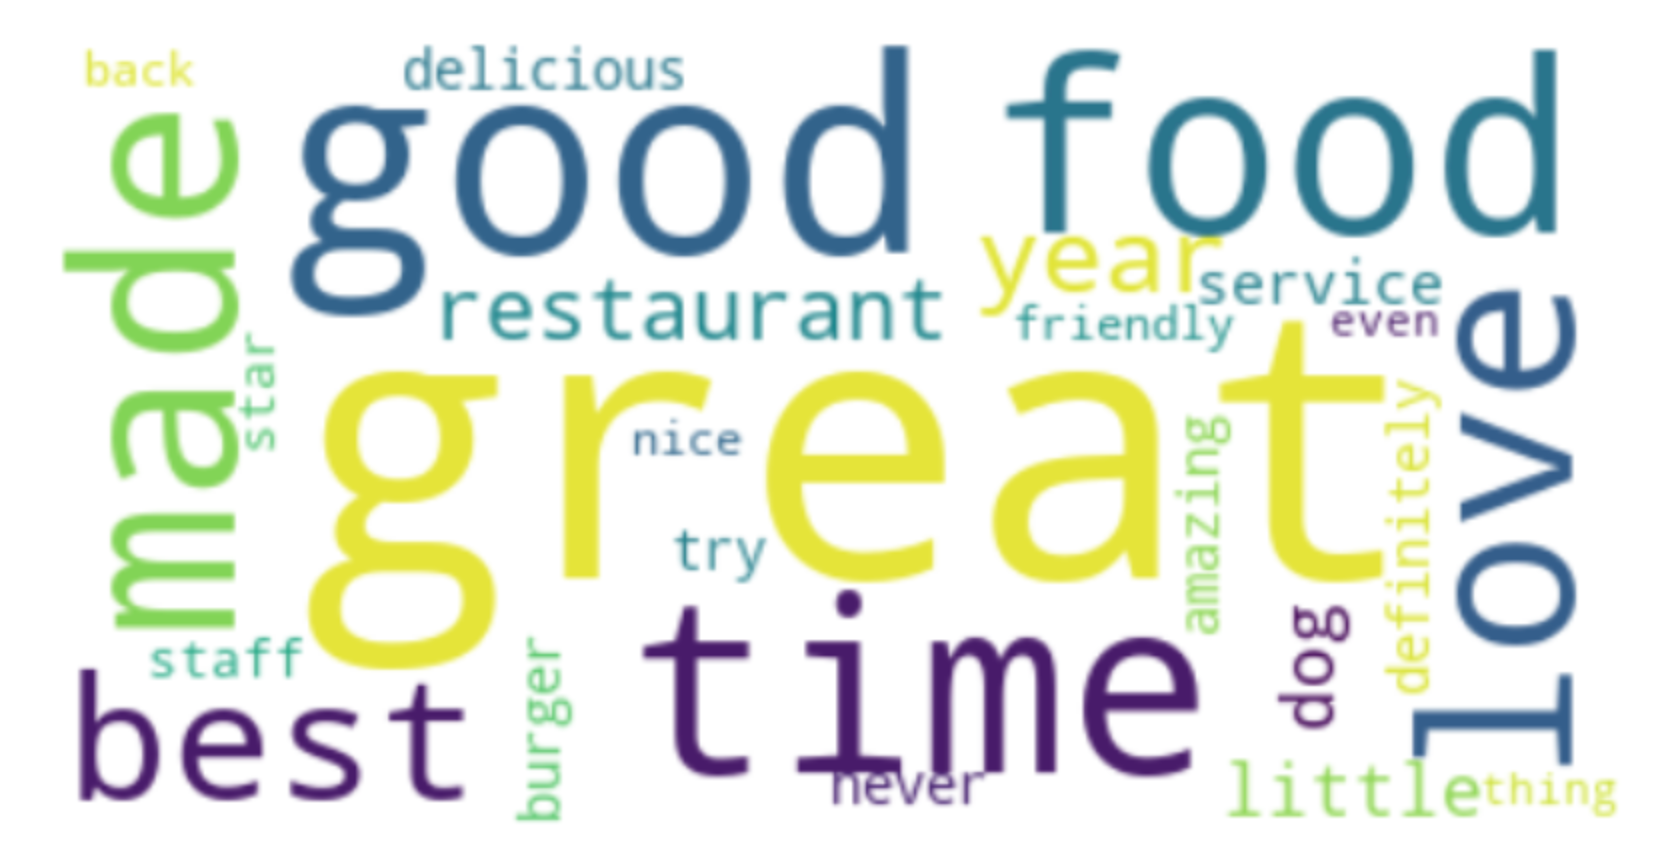 back
delicious
good
food
made
year
service
restaurant
friendly
even
star
great
love
nice
amazing
definitely
try
time
dog
staff
best
burger
never
little
thing